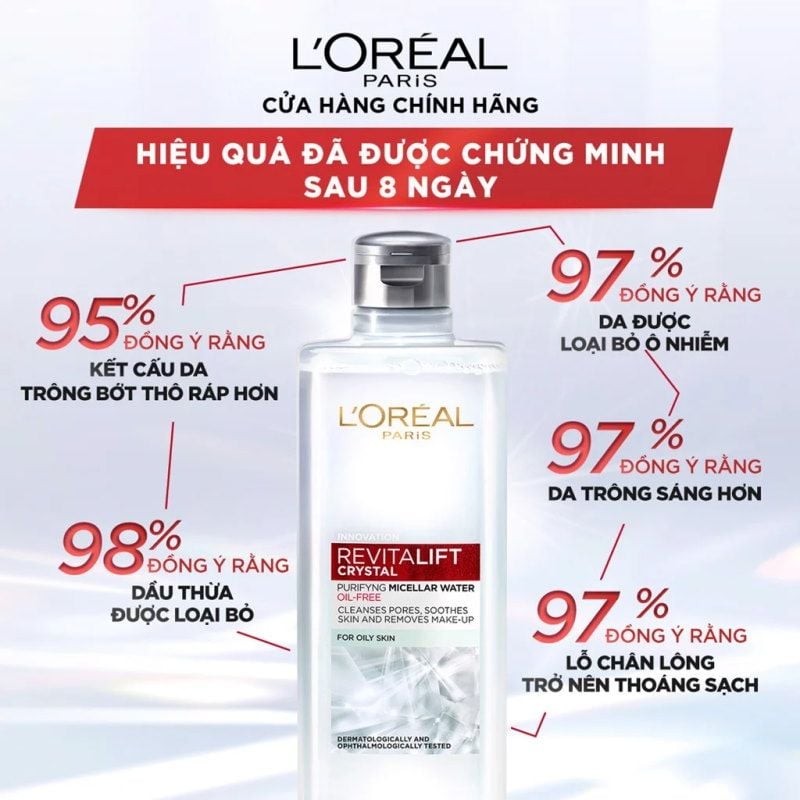 L'ORÉAL
PARIS
CỬA HÀNG CHÍNH HÃNG
HIỆU QUẢ ĐÃ ĐƯỢC CHỨNG MINH
SAU 8 NGÀY
95%
ĐỒNG Ý RẰNG
KẾT CẤU DA
TRÔNG BỚT THÔ RÁP HƠN
98%
ĐỒNG Ý RẰNG
DẦU THỪA
ĐƯỢC LOẠI BỎ
97%
ĐỒNG Ý RẰNG
DA ĐƯỢC
LOẠI BỎ Ô NHIỄM
97%
ĐỒNG Ý RẰNG
DA TRÔNG SÁNG HƠN
97%
ĐỒNG Ý RẰNG
LỖ CHÂN LÔNG
TRỞ NÊN THOÁNG SẠCH
L'ORÉAL
PARIS
INNOVATION
REVITALIFT
CRYSTAL
PURIFYNG MICELLAR WATER
OIL-FREE
CLEANSES PORES, SOOTHES
SKIN AND REMOVES MAKE-UP
FOR OILY SKIN
DERMATOLOGICALLY AND
OPHTHALMOLOGICALLY TESTED